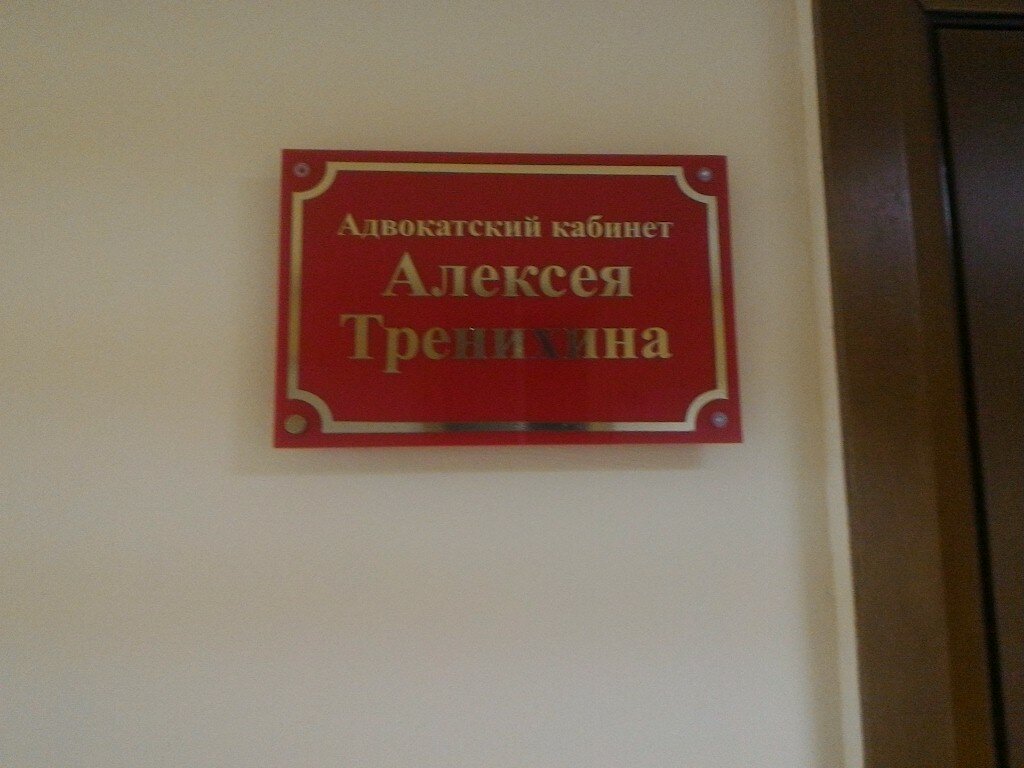 Адвокатский кабинет
Алексея
Тренихина